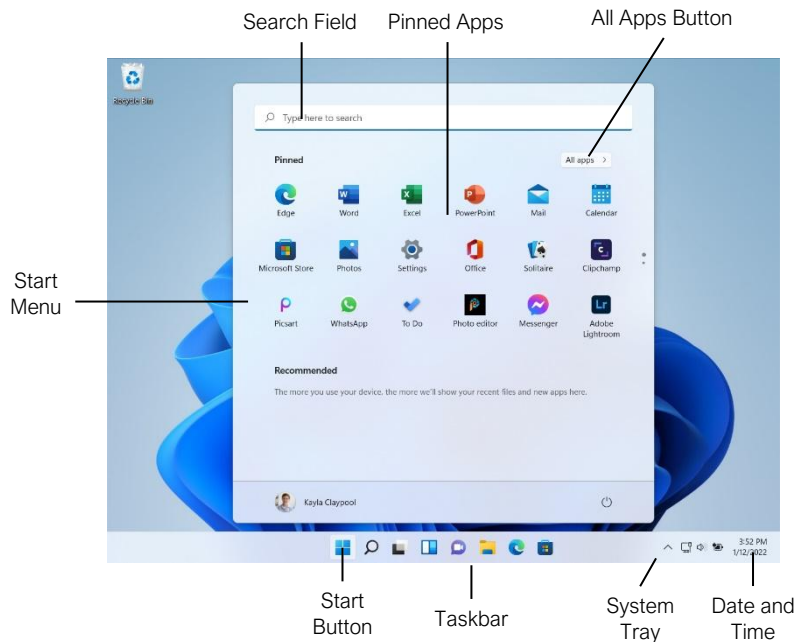 Search Field Pinned Apps All Apps Button
Recycle Bin
Type here to search
Pinned All apps >
Edge Word Excel PowerPoint Mail Calendar
Microsoft Store Photos Settings Office Solitaire Clipchamp
Start
Menu
Picsart WhatsApp To Do Photo editor Messenger Adobe
Lightroom
Recommended
The more you use your device, the more we'll show your recent files and new apps here.
Kayla Claypool
3:52 PM
1/12/2022
Start
Button
Taskbar
System
Tray
Date and
Time